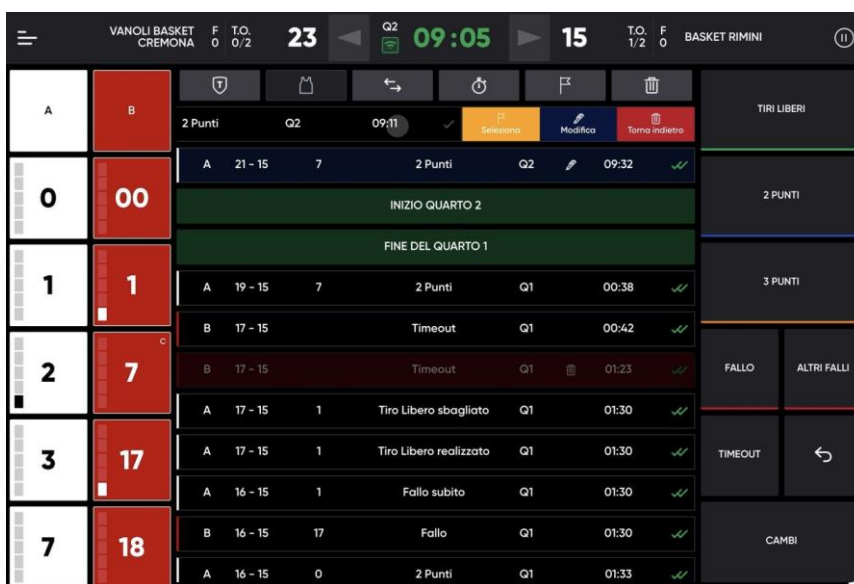 VANOLI BASKET CREMONA F 0 T.O. 0/2 23 Q2 09:05 15 T.O. 1/2 F 0 BASKET RIMINI
A B
0 00
1 1
2 7 C
3 17
7 18
2 Punti Q2 09:11 Seleziona Modifica Torna indietro
A 21 - 15 7 2 Punti Q2 09:32
INIZIO QUARTO 2
FINE DEL QUARTO 1
A 19 - 15 7 2 Punti Q1 00:38
B 17 - 15 Timeout Q1 00:42
B 17 - 15 Timeout Q1 01:23
A 17 - 15 1 Tiro Libero sbagliato Q1 01:30
A 17 - 15 1 Tiro Libero realizzato Q1 01:30
A 16 - 15 1 Fallo subito Q1 01:30
B 16 - 15 17 Fallo Q1 01:30
A 16 - 15 0 2 Punti Q1 01:33
TIRI LIBERI
2 PUNTI
3 PUNTI
FALLO ALTRI FALLI
TIMEOUT
CAMBI